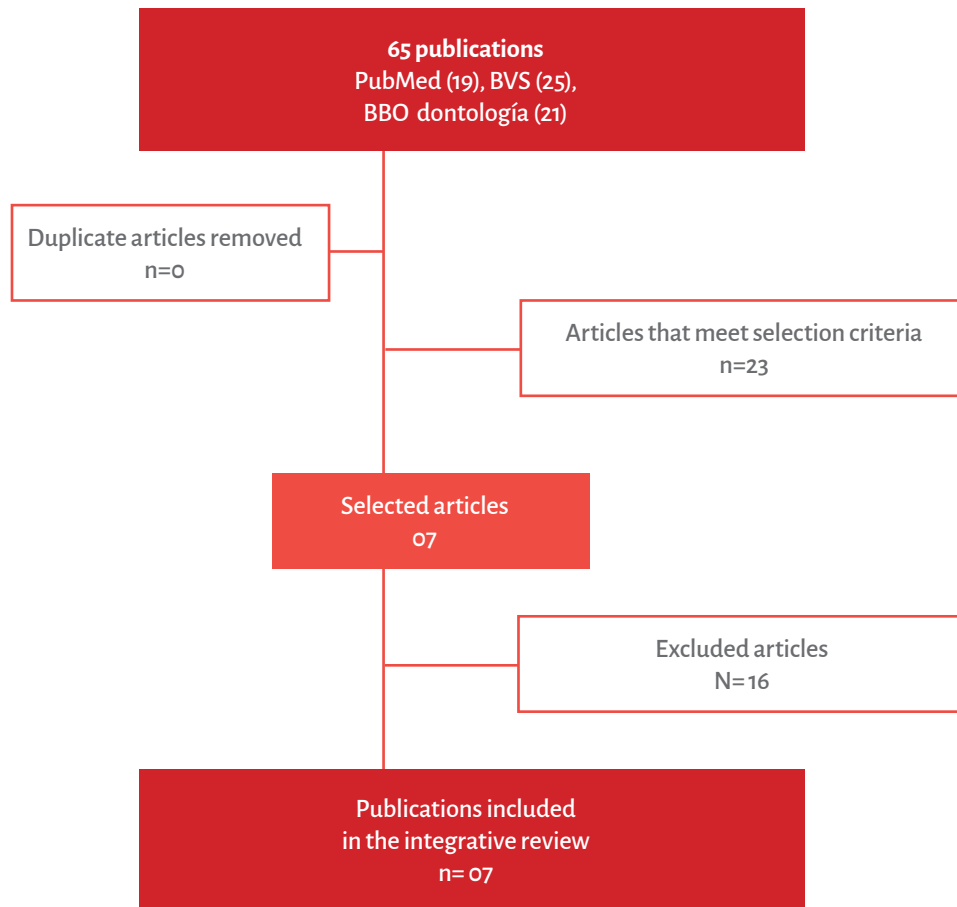 65 publications
PubMed (19), BVS (25),
BBO dontología (21)
Duplicate articles removed
n=0
Articles that meet selection criteria
n=23
Selected articles
07
Excluded articles
N= 16
Publications included
in the integrative review
n= 07